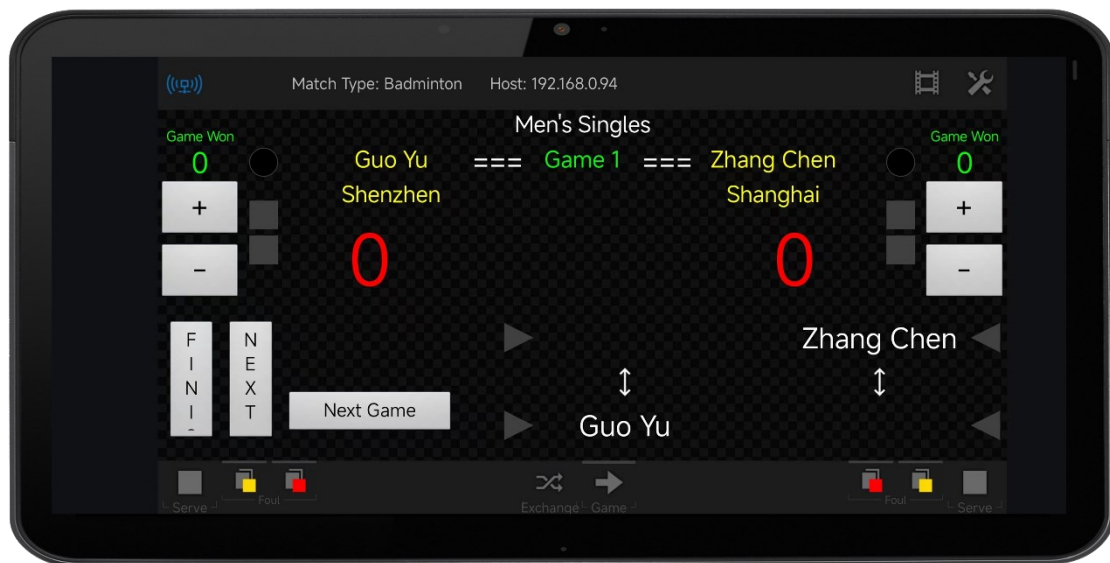 Match Type: Badminton Host: 192.168.0.94
Men's Singles
Game Won
0
Guo Yu === Game 1 === Zhang Chen
Game Won
0
Shenzhen
Shanghai
+
+
0
0
-
-
FINI
NEXT
Next Game
Zhang Chen
Guo Yu
Serve
Foul
Exchange
Game
Foul
Serve